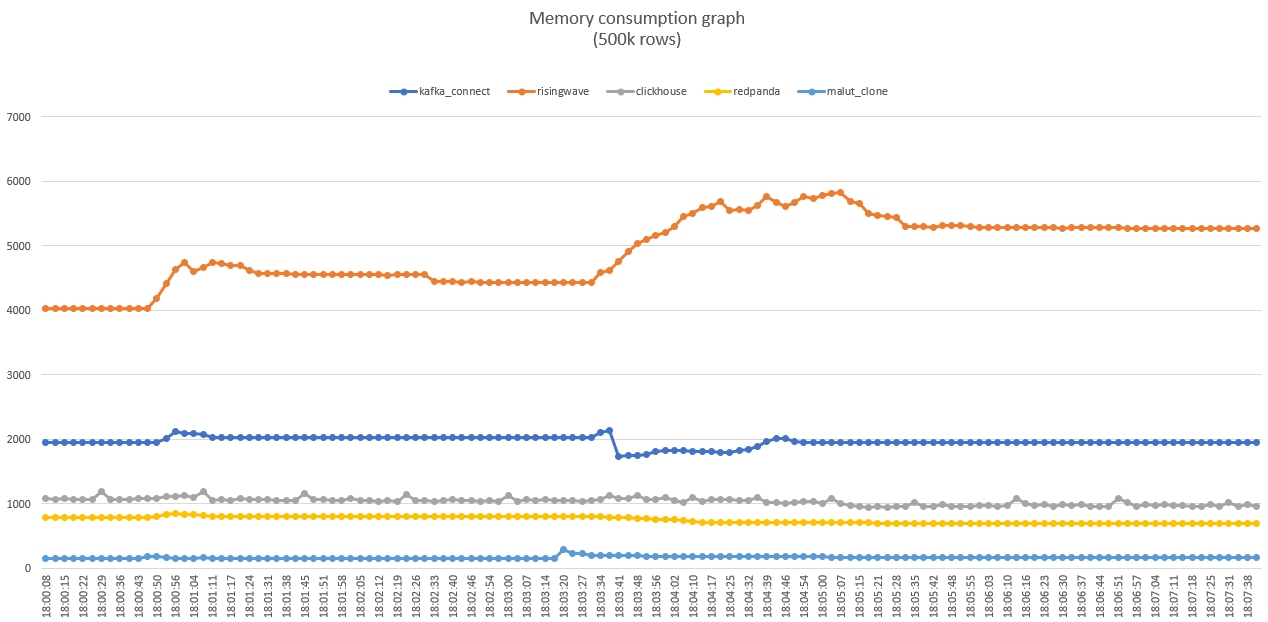 Memory consumption graph
(500k rows)
kafka_connect risingwave clickhouse redpanda malut_clone
7000
6000
5000
4000
3000
2000
1000
0
18:00:08 18:00:15 18:00:22 18:00:29 18:00:36 18:00:43 18:00:50 18:00:56 18:01:04 18:01:11 18:01:17 18:01:24 18:01:31 18:01:38 18:01:45 18:01:51 18:01:58 18:02:05 18:02:12 18:02:19 18:02:26 18:02:33 18:02:40 18:02:46 18:02:54 18:03:00 18:03:07 18:03:14 18:03:20 18:03:27 18:03:34 18:03:41 18:03:48 18:03:56 18:04:02 18:04:10 18:04:17 18:04:25 18:04:32 18:04:39 18:04:46 18:04:54 18:05:00 18:05:07 18:05:15 18:05:21 18:05:28 18:05:35 18:05:42 18:05:48 18:05:55 18:06:03 18:06:10 18:06:16 18:06:23 18:06:30 18:06:37 18:06:44 18:06:51 18:06:57 18:07:04 18:07:11 18:07:18 18:07:25 18:07:31 18:07:38